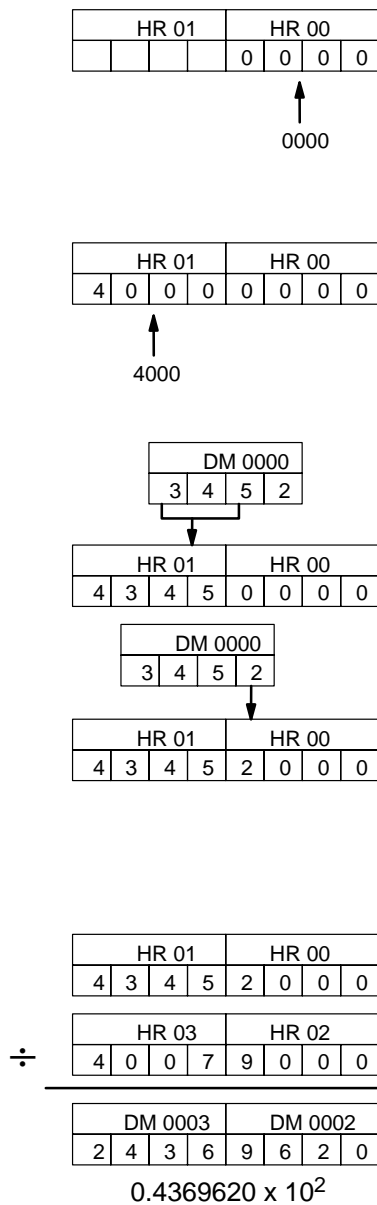 HR 01 HR 00
0 0 0 0
0000
HR 01 HR 00
4 0 0 0 0 0 0 0
4000
DM 0000
3 4 5 2
HR 01 HR 00
4 3 4 5 0 0 0 0
DM 0000
3 4 5 2
HR 01 HR 00
4 3 4 5 2 0 0 0
HR 01 HR 00
4 3 4 5 2 0 0 0
HR 03 HR 02
÷ 4 0 0 7 9 0 0 0
DM 0003 DM 0002
2 4 3 6 9 6 2 0
0.4369620 x 10²